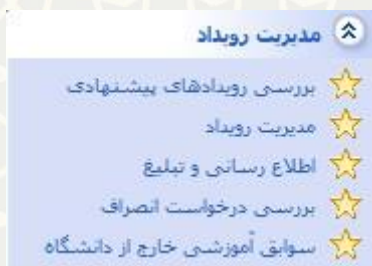 مدیریت رویداد
بررسی رویدادهای پیشنهادی
مدیریت رویداد
اطلاع رسانی و تبلیغ
بررسی درخواست انصراف
سوابق آموزشی خارج از دانشگاه